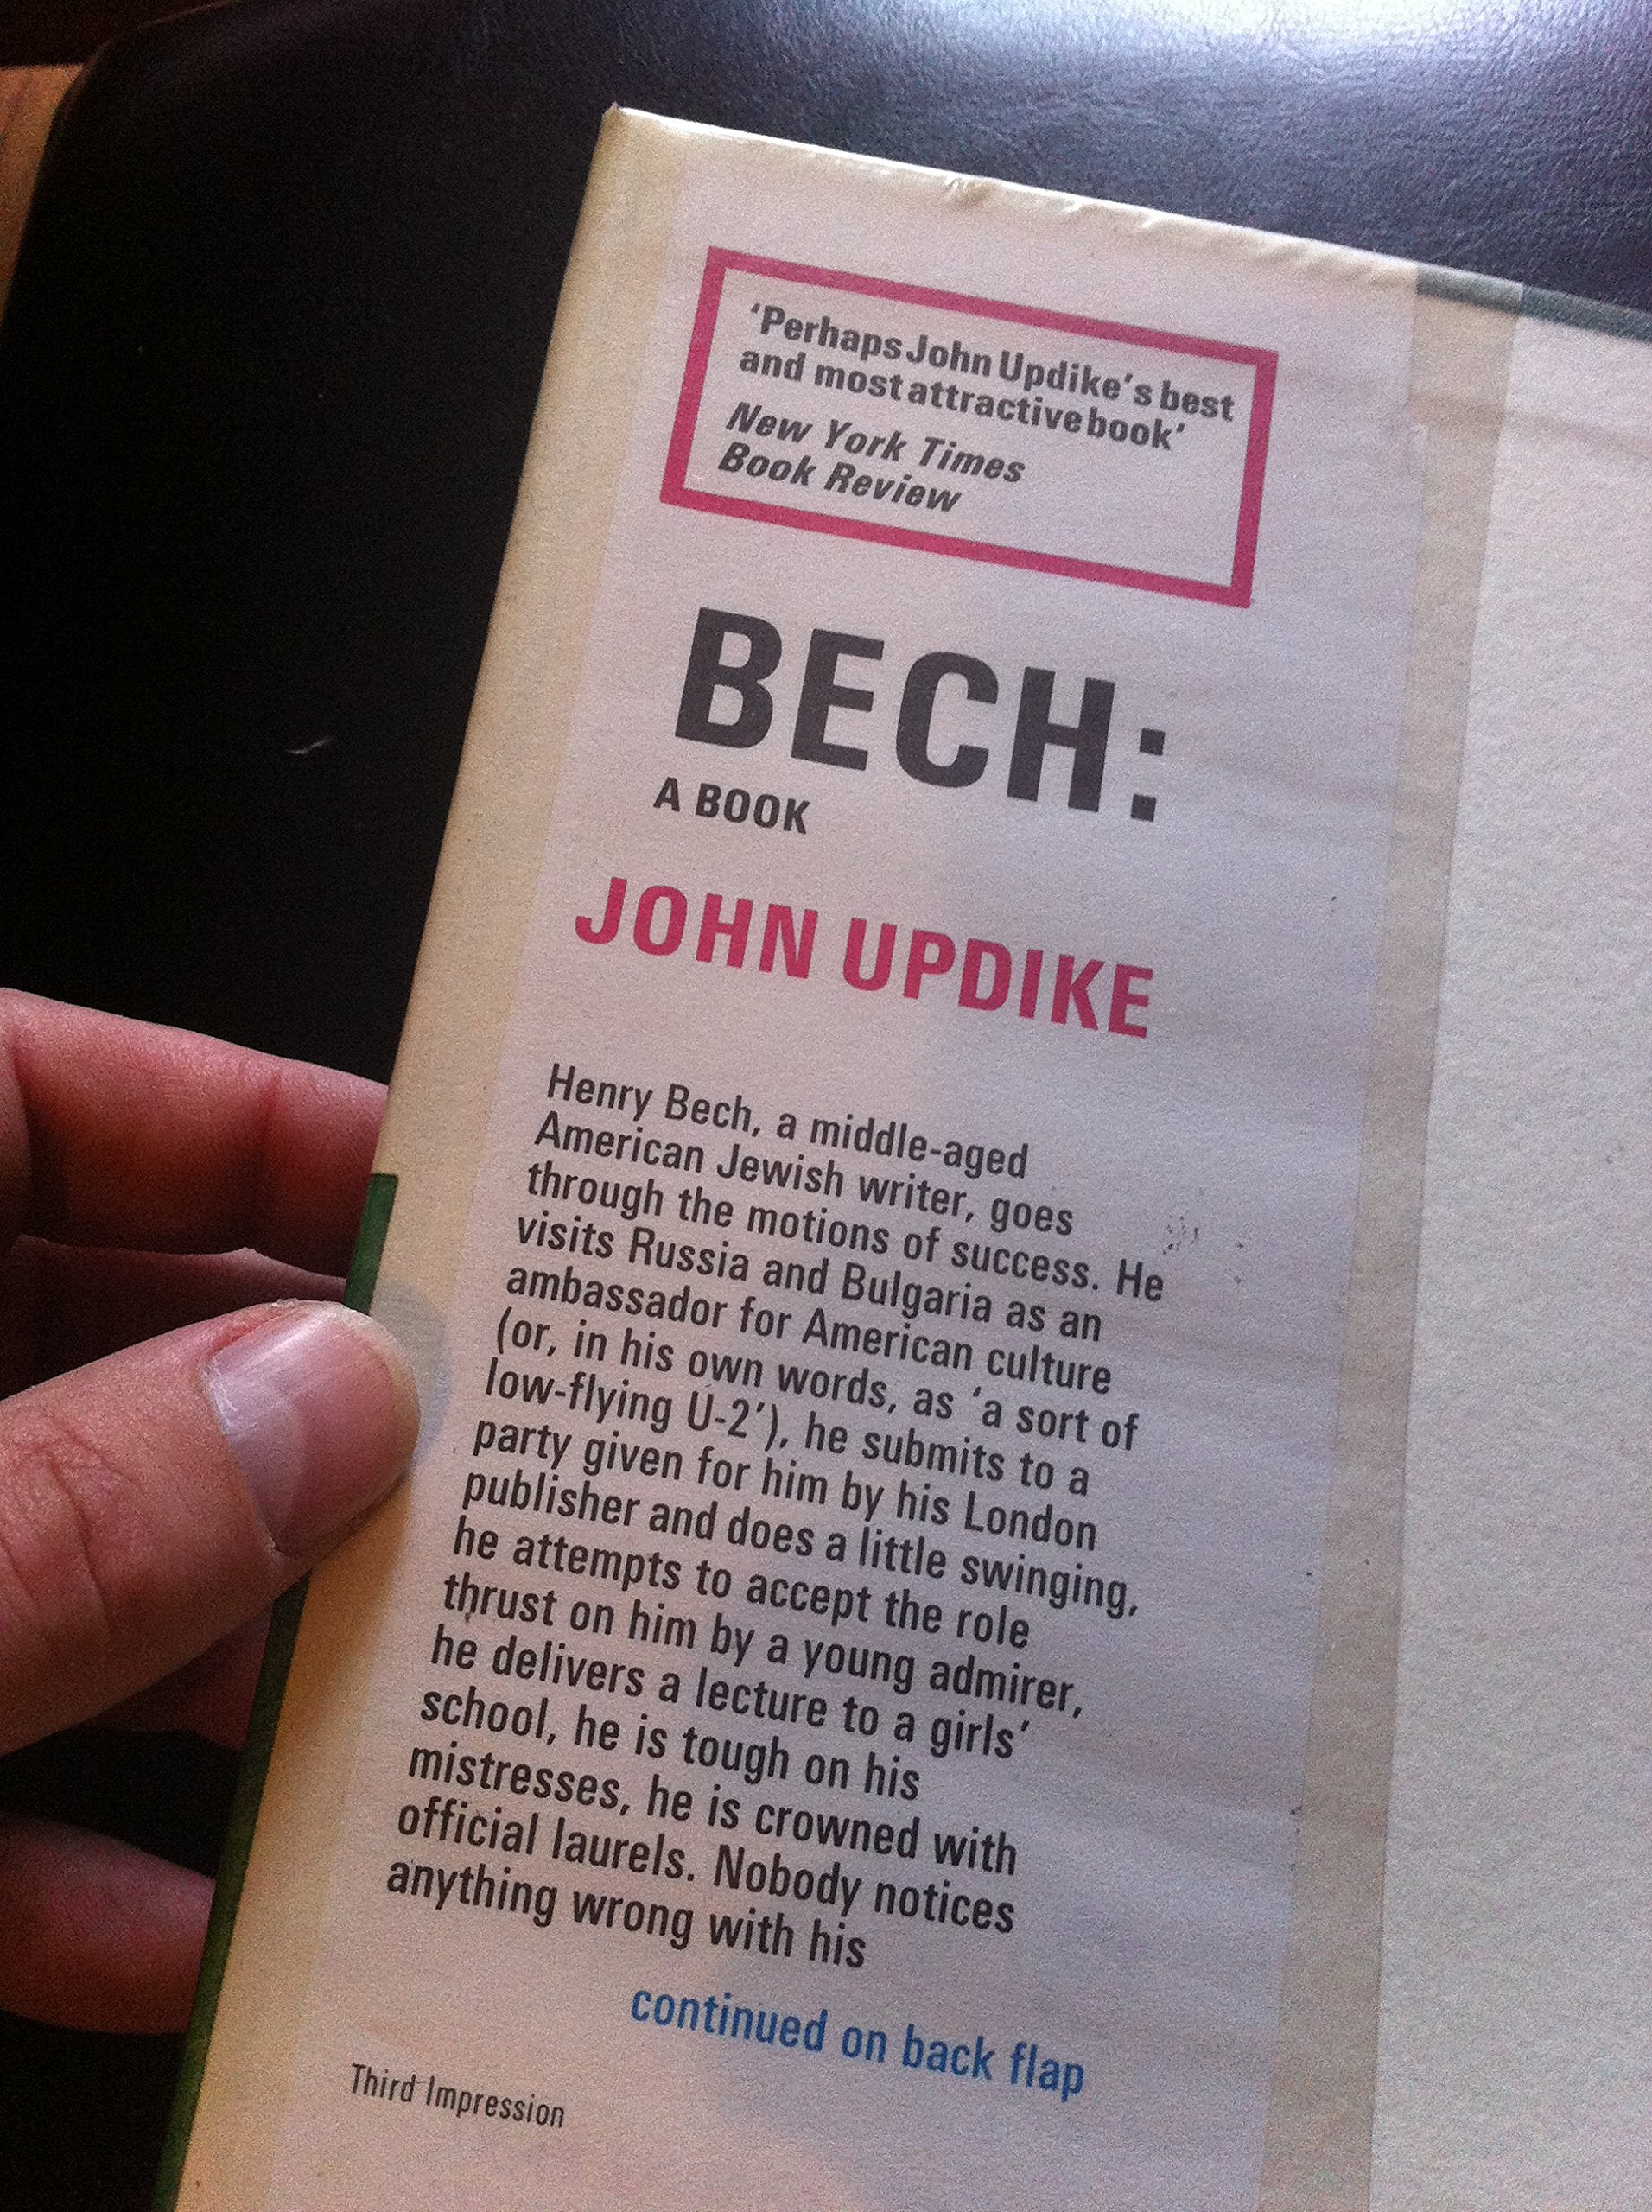 ‘Perhaps John Updike’s best
and most attractive book‘
New York Times
Book Review
BECH:
A BOOK
JOHN UPDIKE
Henry Bech, a middle-aged
American Jewish writer, goes
through the motions of success. He
visits Russia and Bulgaria as an
ambassador for American culture
(or, in his own words, as ‘a sort of
low-flying U-2’), he submits to a
party given for him by his London
publisher and does a little swinging,
he attempts to accept the role
thrust on him by a young admirer,
he delivers a lecture to a girls’
school, he is tough on his
mistresses, he is crowned with
official laurels. Nobody notices
anything wrong with his
continued on back flap
Third Impression